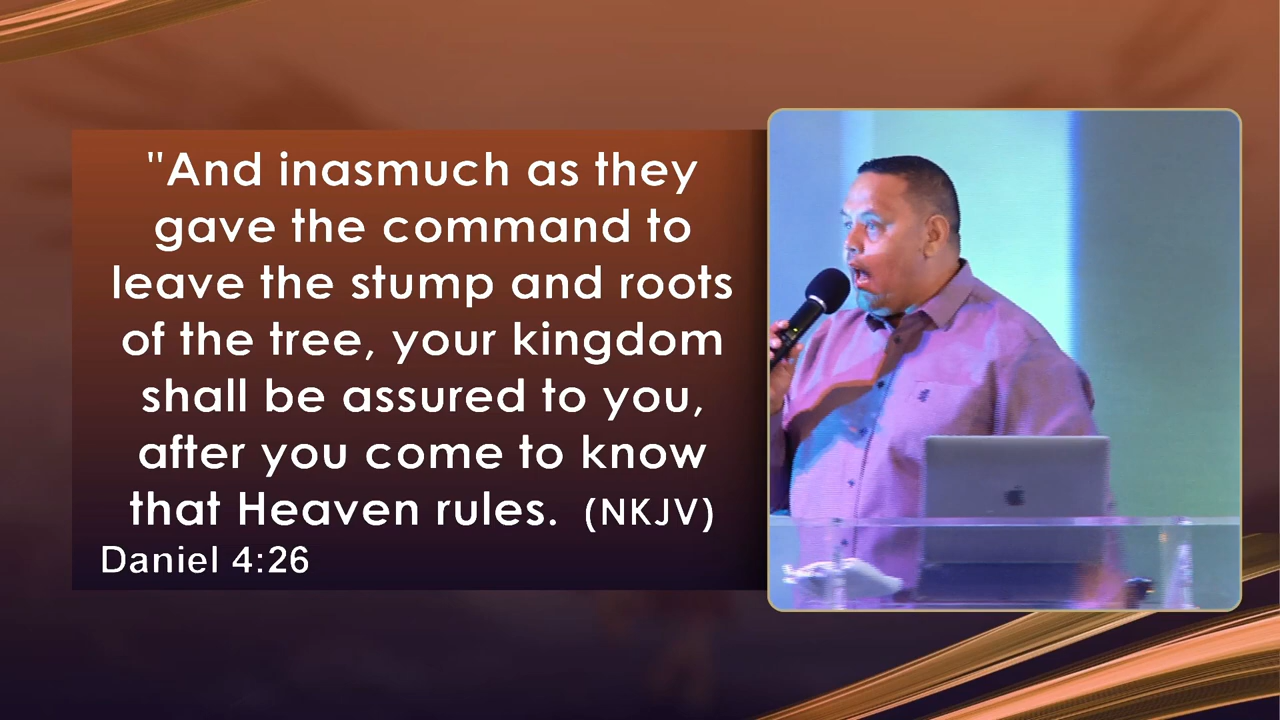 "And inasmuch as they
gave the command to
leave the stump and roots
of the tree, your kingdom
shall be assured to you,
after you come to know
that Heaven rules. (NKJV)
Daniel 4:26